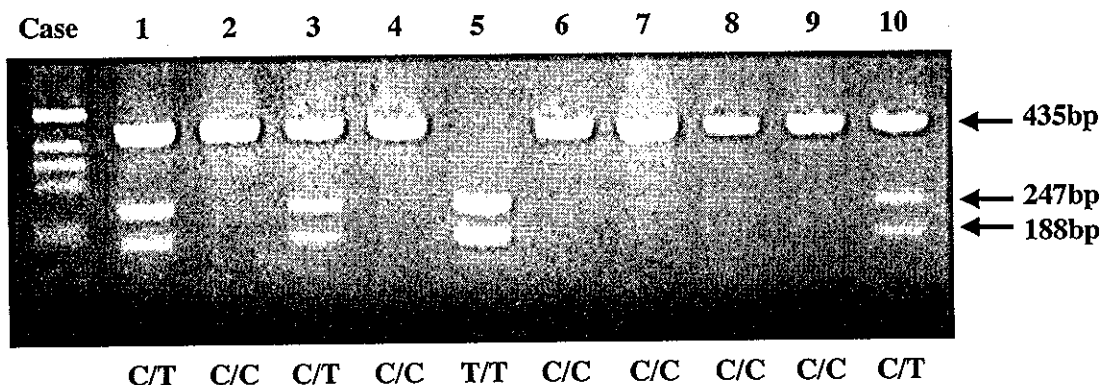 Case 1 2 3 4 5 6 7 8 9 10
435bp
247bp
188bp
C/T C/C C/T C/C T/T C/C C/C C/C C/C C/T